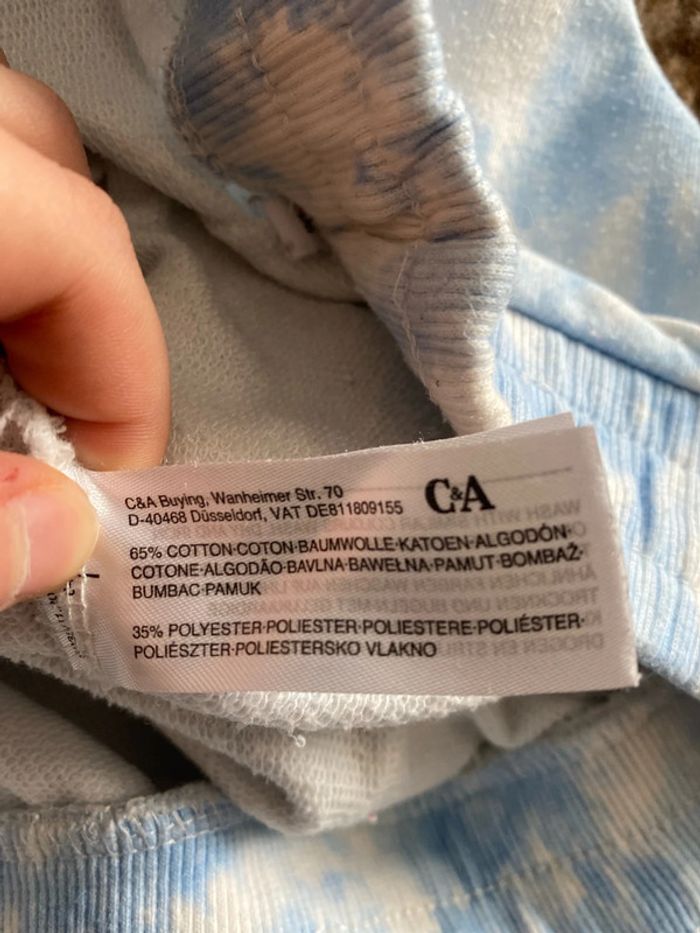 C&A
C&A Buying, Wanheimer Str. 70
D-40468 Düsseldorf, VAT DE811809155
65% COTTON·COTON·BAUMWOLLE·KATOEN·ALGODÓN·
COTONE·ALGODÃO·BAVLNA·BAWEŁNA·PAMUT·BOMBAŽ·
BUMBAC·PAMUK
35% POLYESTER·POLIESTER·POLIESTERE·POLIÉSTER·
POLIÉSZTER·POLIESTERSKO VLAKNO